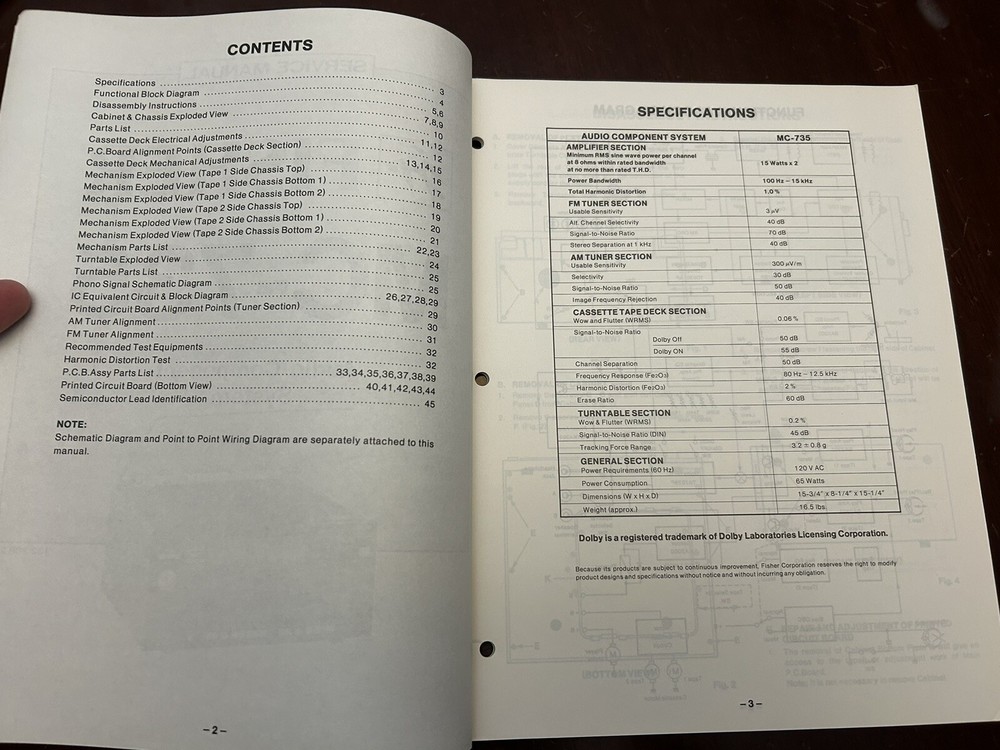 CONTENTS
Specifications ........ 3
Functional Block Diagram ........ 4
Disassembly Instructions ........ 5,6
Cabinet & Chassis Exploded View ........ 7,8,9
Parts List ........ 10
Cassette Deck Electrical Adjustments ........ 11,12
P.C.Board Alignment Points (Cassette Deck Section) ........ 12
Cassette Deck Mechanical Adjustments ........ 13,14,15
Mechanism Exploded View (Tape 1 Side Chassis Top) ........ 16
Mechanism Exploded View (Tape 1 Side Chassis Bottom 1) ........ 17
Mechanism Exploded View (Tape 1 Side Chassis Bottom 2) ........ 18
Mechanism Exploded View (Tape 2 Side Chassis Top) ........ 19
Mechanism Exploded View (Tape 2 Side Chassis Bottom 1) ........ 20
Mechanism Exploded View (Tape 2 Side Chassis Bottom 2) ........ 21
Mechanism Parts List ........ 22,23
Turntable Exploded View ........ 24
Turntable Parts List ........ 25
Phono Signal Schematic Diagram ........ 25
IC Equivalent Circuit & Block Diagram ........ 26,27,28,29
Printed Circuit Board Alignment Points (Tuner Section) ........ 29
AM Tuner Alignment ........ 30
FM Tuner Alignment ........ 31
Recommended Test Equipments ........ 32
Harmonic Distortion Test ........ 32
P.C.B.Assy Parts List ........ 33,34,35,36,37,38,39
Printed Circuit Board (Bottom View) ........ 40,41,42,43,44
Semiconductor Lead Identification ........ 45
NOTE:
Schematic Diagram and Point to Point Wiring Diagram are separately attached to this
manual.
–2–
SPECIFICATIONS
AUDIO COMPONENT SYSTEM MC-735
AMPLIFIER SECTION
Minimum RMS sine wave power per channel
at 8 ohms within rated bandwidth 15 Watts x 2
at no more than rated T.H.D.
Power Bandwidth 100 Hz – 15 kHz
Total Harmonic Distortion 1.0%
FM TUNER SECTION
Usable Sensitivity 3 µV
Alt. Channel Selectivity 40 dB
Signal-to-Noise Ratio 70 dB
Stereo Separation at 1 kHz 40 dB
AM TUNER SECTION
Usable Sensitivity 300 µV/m
Selectivity 30 dB
Signal-to-Noise Ratio 50 dB
Image Frequency Rejection 40 dB
CASSETTE TAPE DECK SECTION
Wow and Flutter (WRMS) 0.06%
Signal-to-Noise Ratio
Dolby Off 50 dB
Dolby ON 55 dB
Channel Separation 50 dB
Frequency Response (Fe2O3) 80 Hz – 12.5 kHz
Harmonic Distortion (Fe2O3) 2%
Erase Ratio 60 dB
TURNTABLE SECTION
Wow & Flutter (WRMS) 0.2%
Signal-to-Noise Ratio (DIN) 45 dB
Tracking Force Range 3.2 ± 0.8 g
GENERAL SECTION
Power Requirements (60 Hz) 120 V AC
Power Consumption 65 Watts
Dimensions (W x H x D) 15-3/4" x 8-1/4" x 15-1/4"
Weight (approx.) 16.5 lbs.
Dolby is a registered trademark of Dolby Laboratories Licensing Corporation.
Because its products are subject to continuous improvement, Fisher Corporation reserves the right to modify
product designs and specifications without notice and without incurring any obligation.
–3–